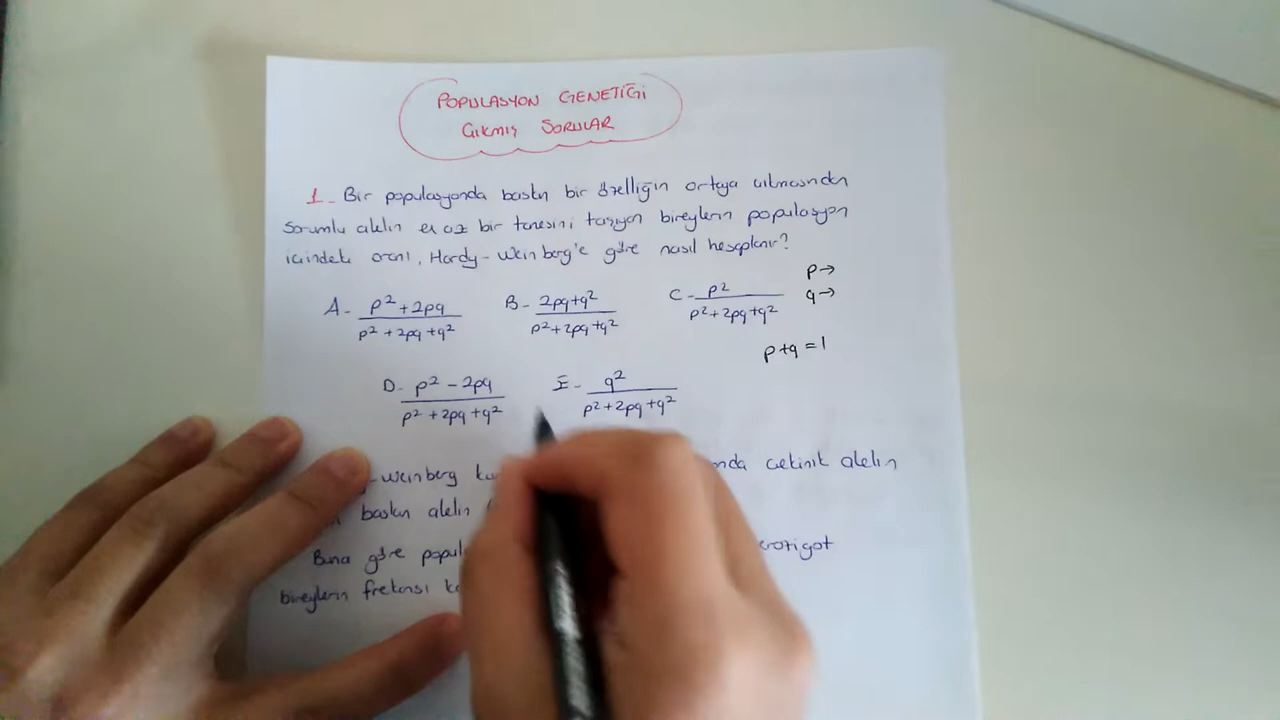 POPULASYON GENETİĞİ
ÇIKMIŞ SORULAR
1- Bir populasyonda baskın bir özelliğin ortaya çıkmasından
sorumlu alelin en az bir tanesini taşıyan bireylerin populasyon
içindeki oranı, Hardy-Weinberg'e göre nasıl hesaplanır?
p→
q→
A- p²+2pq / p²+2pq+q² B- 2pq+q² / p²+2pq+q² C- p² / p²+2pq+q²
p+q=1
D- p²-2pq / p²+2pq+q² E- q² / p²+2pq+q²
-Weinberg çekinik alelin
baskın alelin
Buna göre
bireylerin frekansı